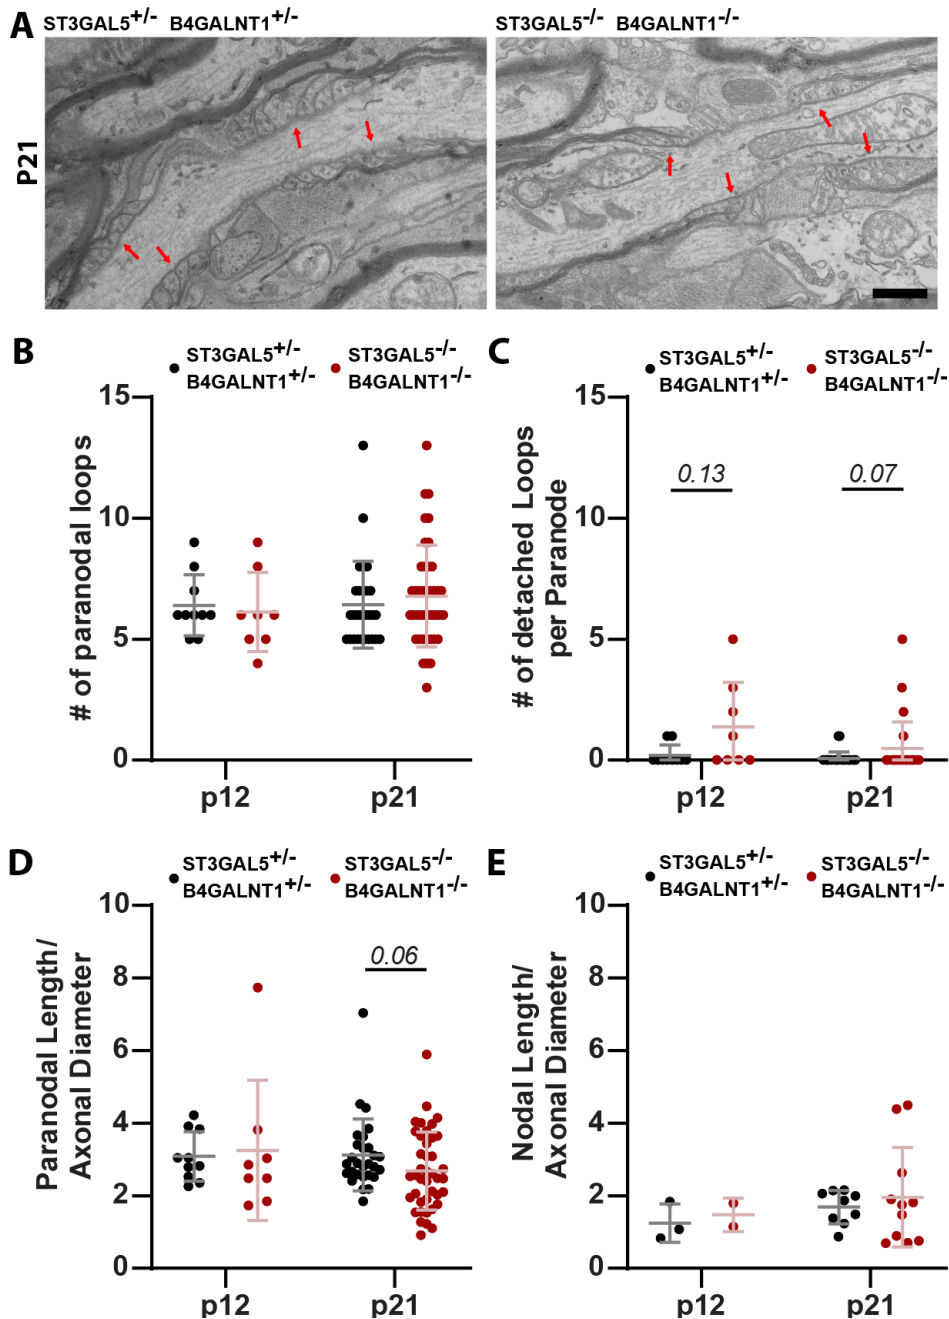 A
ST3GAL5+/- B4GALNT1+/-
ST3GAL5-/- B4GALNT1-/-
P21
B
ST3GAL5+/-
B4GALNT1+/-
ST3GAL5-/-
B4GALNT1-/-
# of paranodal loops
15
10
5
0
p12
p21
C
ST3GAL5+/-
B4GALNT1+/-
ST3GAL5-/-
B4GALNT1-/-
# of detached Loops
per Paranode
15
10
5
0
0.13
0.07
p12
p21
D
ST3GAL5+/-
B4GALNT1+/-
ST3GAL5-/-
B4GALNT1-/-
Paranodal Length/
Axonal Diameter
10
8
6
4
2
0
0.06
p12
p21
E
ST3GAL5+/-
B4GALNT1+/-
ST3GAL5-/-
B4GALNT1-/-
Nodal Length/
Axonal Diameter
10
8
6
4
2
0
p12
p21